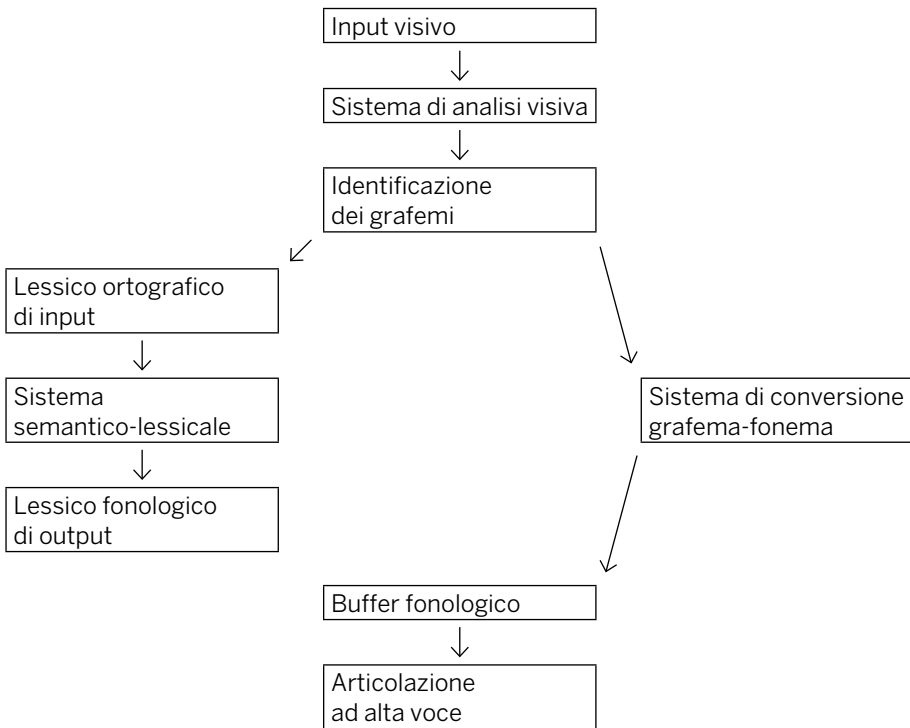 Input visivo
Sistema di analisi visiva
Identificazione
dei grafemi
Lessico ortografico
di input
Sistema
semantico-lessicale
Lessico fonologico
di output
Sistema di conversione
grafema-fonema
Buffer fonologico
Articolazione
ad alta voce